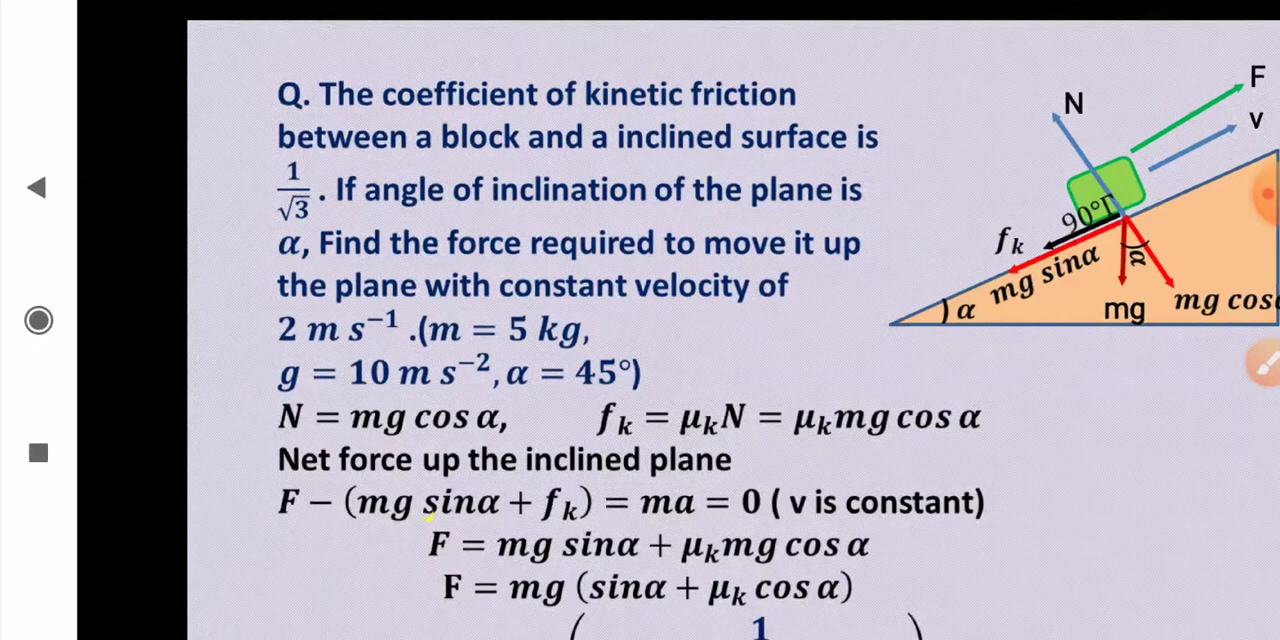 Q. The coefficient of kinetic friction
between a block and a inclined surface is
1/√3 . If angle of inclination of the plane is
α, Find the force required to move it up
the plane with constant velocity of
2 m s⁻¹ .(m = 5 kg,
g = 10 m s⁻², α = 45°)
N = mg cos α, fₖ = μₖN = μₖmg cos α
Net force up the inclined plane
F − (mg sinα + fₖ) = ma = 0 ( v is constant)
F = mg sinα + μₖmg cos α
F = mg (sinα + μₖ cos α)
( 1 )
F
N
v
90°
fₖ
mg sinα
α
α
mg
mg cos